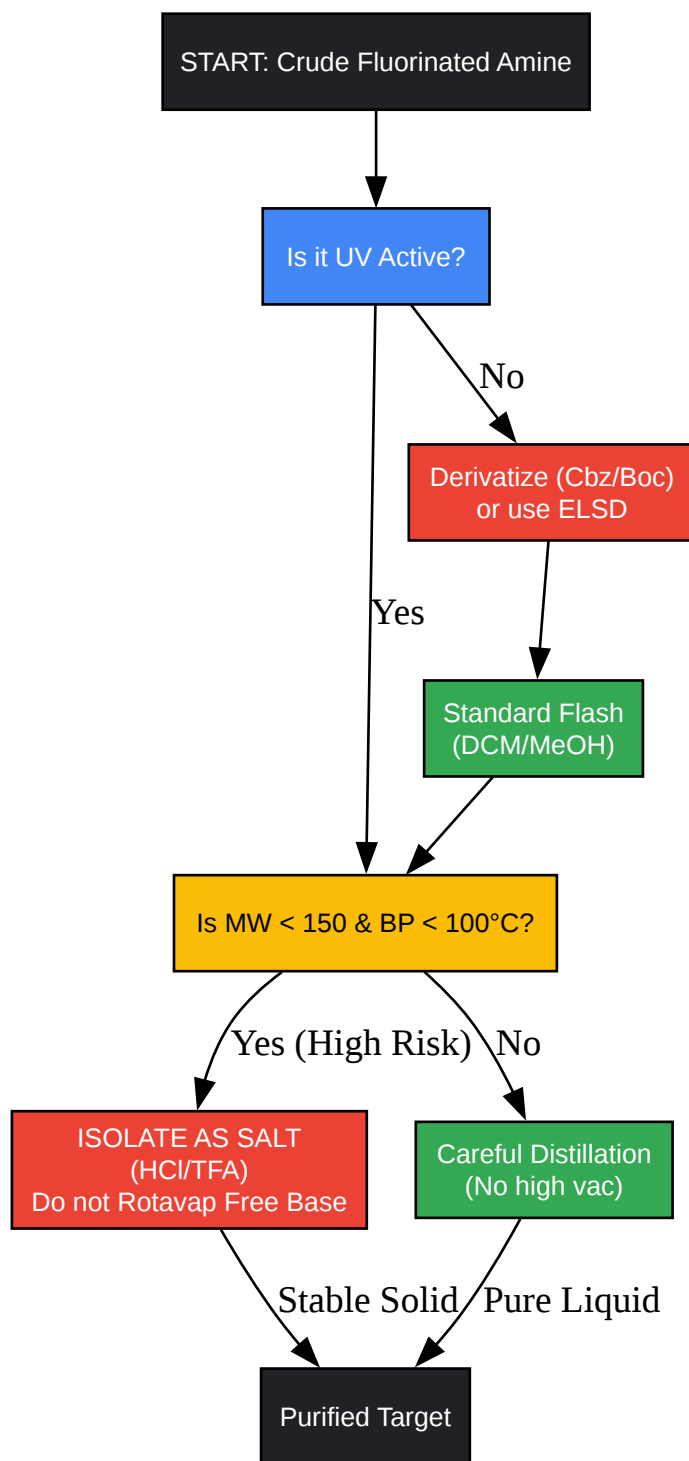 START: Crude Fluorinated Amine
Is it UV Active?
No
Derivatize (Cbz/Boc)
or use ELSD
Yes
Standard Flash
(DCM/MeOH)
Is MW < 150 & BP < 100°C?
Yes (High Risk)
No
ISOLATE AS SALT
(HCl/TFA)
Do not Rotavap Free Base
Careful Distillation
(No high vac)
Stable Solid
Pure Liquid
Purified Target